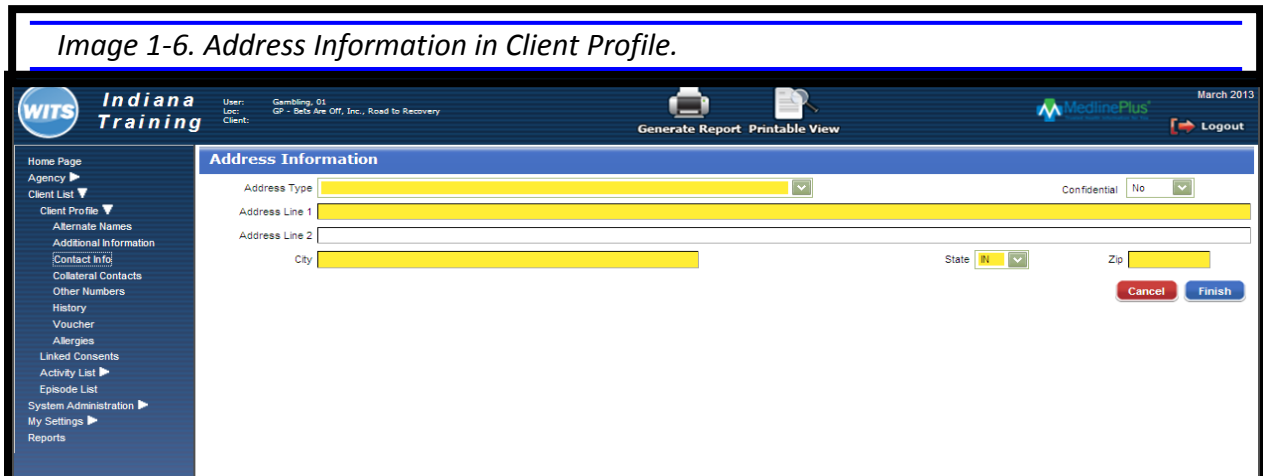 Image 1-6. Address Information in Client Profile.
WITS
Indiana Training
User: Gambling, 01
Loc: GP - Bets Are Off, Inc., Road to Recovery
Client:
Generate Report Printable View
MedlinePlus
March 2013
Logout
Home Page
Agency
Client List
Client Profile
Alternate Names
Additional Information
Contact Info
Collateral Contacts
Other Numbers
History
Voucher
Allergies
Linked Consents
Activity List
Episode List
System Administration
My Settings
Reports
Address Information
Address Type
Confidential No
Address Line 1
Address Line 2
City State IN Zip
Cancel Finish